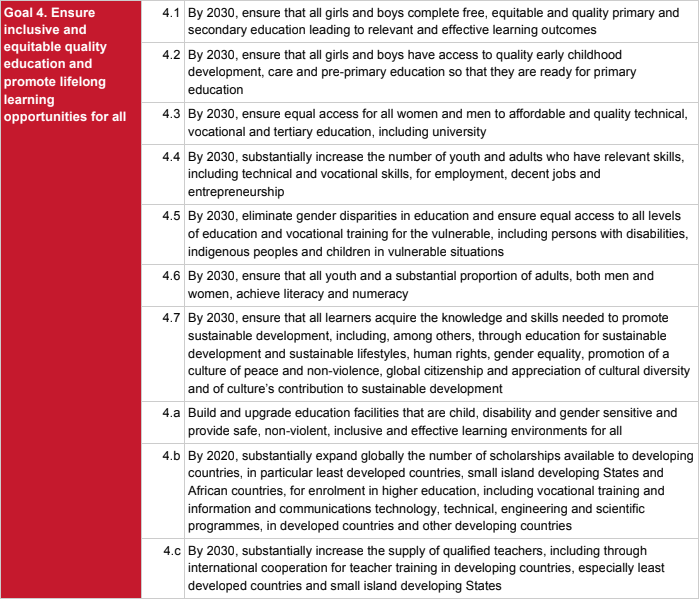 Goal 4. Ensure
inclusive and
equitable quality
education and
promote lifelong
learning
opportunities for all
4.1 By 2030, ensure that all girls and boys complete free, equitable and quality primary and
secondary education leading to relevant and effective learning outcomes
4.2 By 2030, ensure that all girls and boys have access to quality early childhood
development, care and pre-primary education so that they are ready for primary
education
4.3 By 2030, ensure equal access for all women and men to affordable and quality technical,
vocational and tertiary education, including university
4.4 By 2030, substantially increase the number of youth and adults who have relevant skills,
including technical and vocational skills, for employment, decent jobs and
entrepreneurship
4.5 By 2030, eliminate gender disparities in education and ensure equal access to all levels
of education and vocational training for the vulnerable, including persons with disabilities,
indigenous peoples and children in vulnerable situations
4.6 By 2030, ensure that all youth and a substantial proportion of adults, both men and
women, achieve literacy and numeracy
4.7 By 2030, ensure that all learners acquire the knowledge and skills needed to promote
sustainable development, including, among others, through education for sustainable
development and sustainable lifestyles, human rights, gender equality, promotion of a
culture of peace and non-violence, global citizenship and appreciation of cultural diversity
and of culture's contribution to sustainable development
4.a Build and upgrade education facilities that are child, disability and gender sensitive and
provide safe, non-violent, inclusive and effective learning environments for all
4.b By 2020, substantially expand globally the number of scholarships available to developing
countries, in particular least developed countries, small island developing States and
African countries, for enrolment in higher education, including vocational training and
information and communications technology, technical, engineering and scientific
programmes, in developed countries and other developing countries
4.c By 2030, substantially increase the supply of qualified teachers, including through
international cooperation for teacher training in developing countries, especially least
developed countries and small island developing States